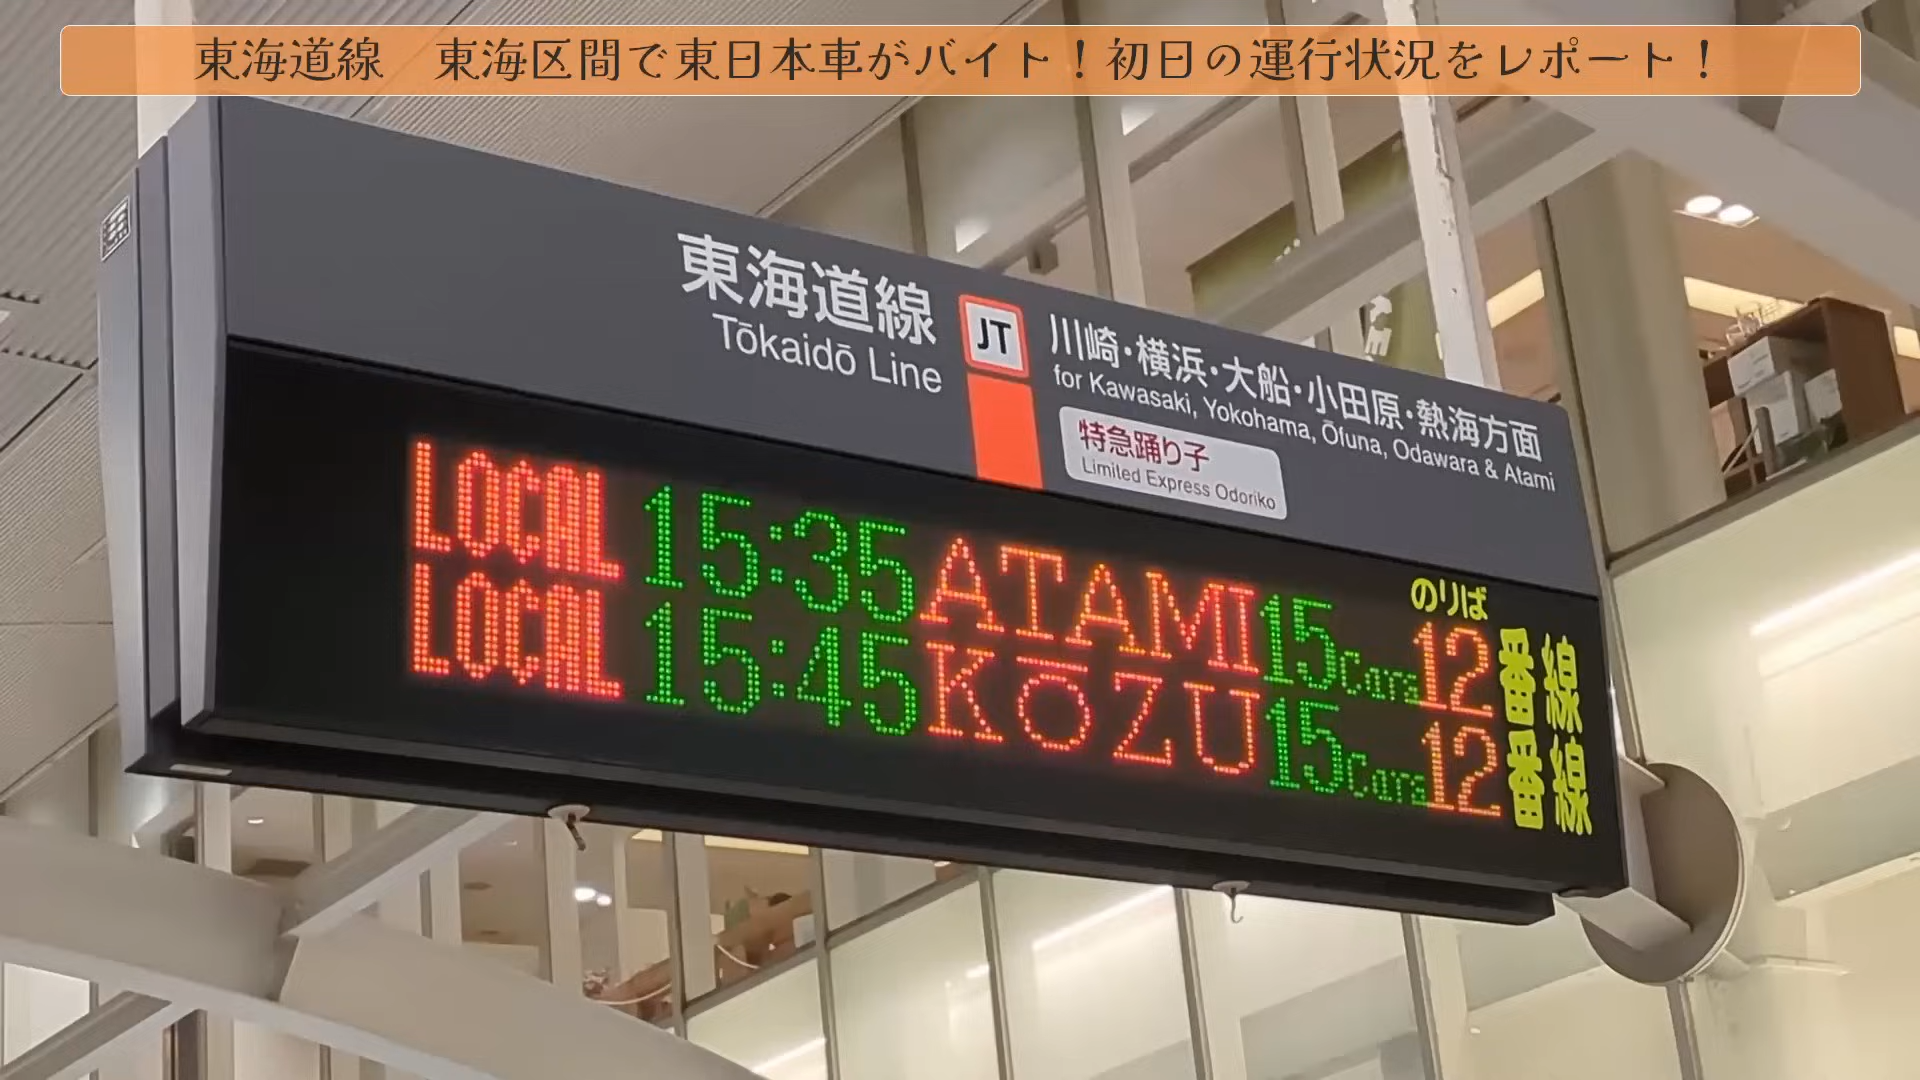 東海道線　東海区間で東日本車がバイト！初日の運行状況をレポート！
東海道線
Tōkaidō Line
JT
川崎・横浜・大船・小田原・熱海方面
for Kawasaki, Yokohama, Ōfuna, Odawara & Atami
特急踊り子
Limited Express Odoriko
のりば
LOCAL 15:35 ATAMI 15Cars 12番線
LOCAL 15:45 KŌZU 15Cars 12番線